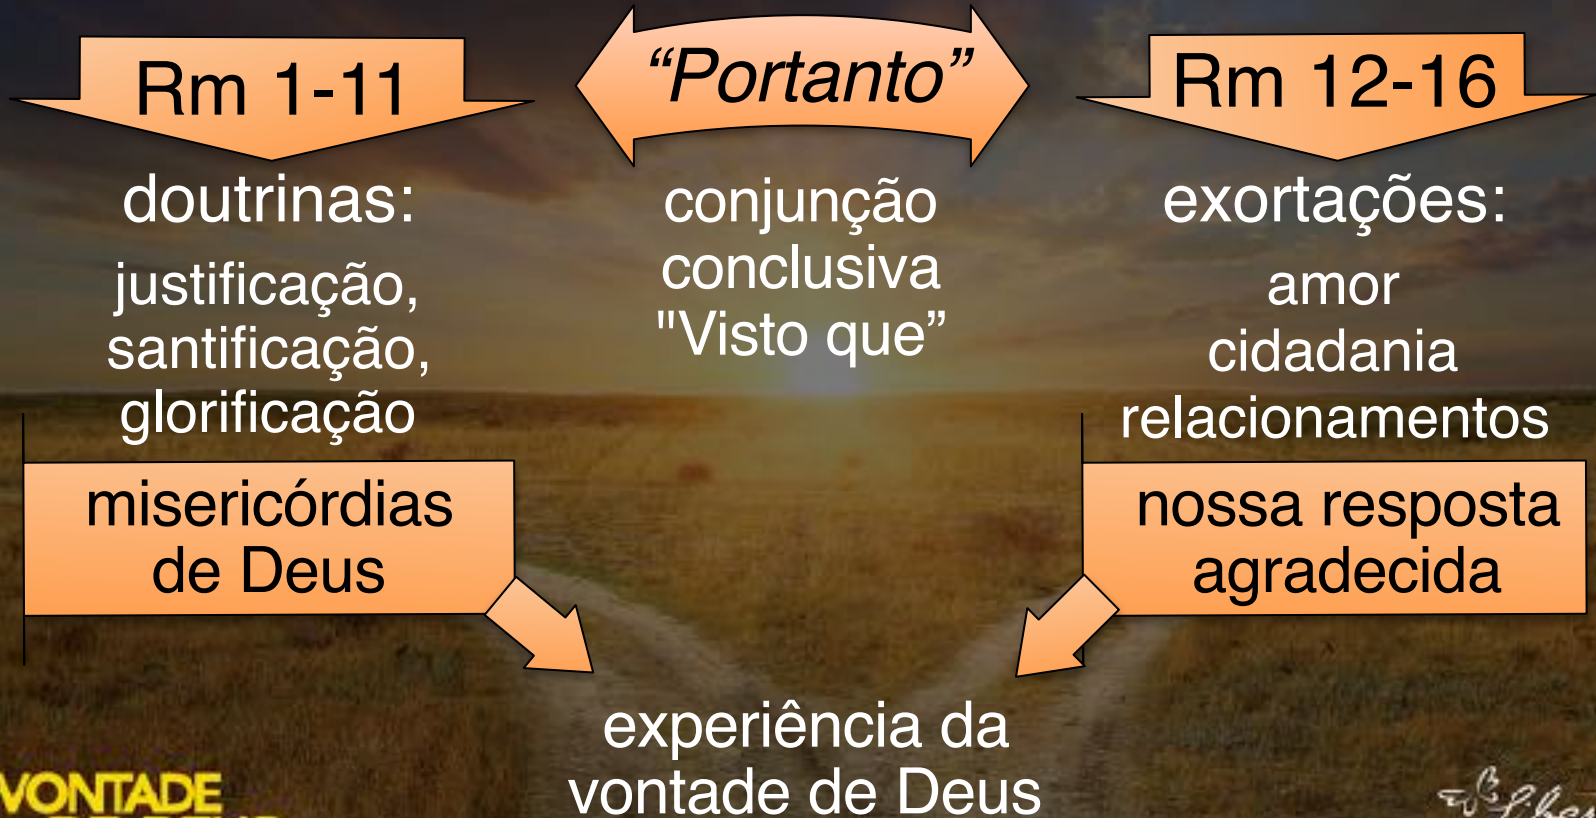 Rm 1-11
doutrinas:
justificação,
santificação,
glorificação
misericórdias
de Deus
“Portanto”
conjunção
conclusiva
"Visto que”
Rm 12-16
exortações:
amor
cidadania
relacionamentos
nossa resposta
agradecida
experiência da
vontade de Deus
VONTADE